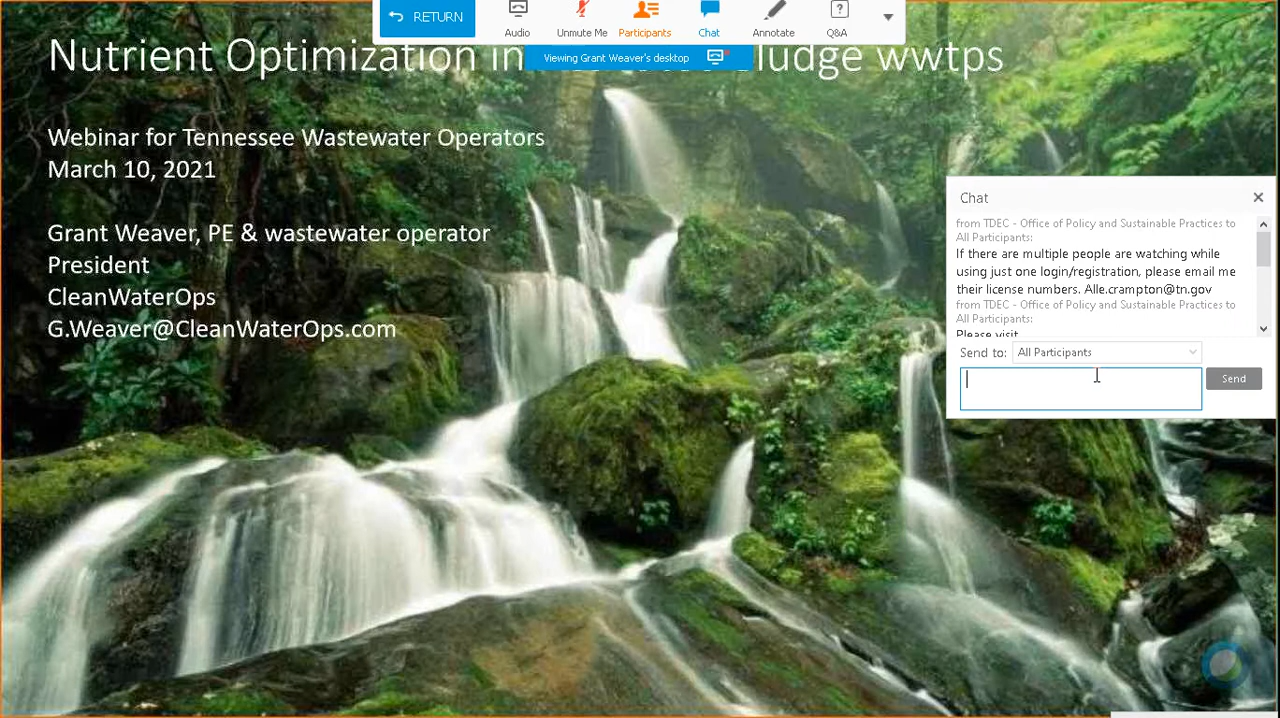 RETURN
Audio
Unmute Me
Participants
Chat
Annotate
Q&A
Viewing Grant Weaver's desktop
Nutrient Optimization in
wwtps
Webinar for Tennessee Wastewater Operators
March 10, 2021
Grant Weaver, PE & wastewater operator
President
CleanWaterOps
G.Weaver@CleanWaterOps.com
Chat
from TDEC - Office of Policy and Sustainable Practices to
All Participants:
If there are multiple people are watching while
using just one login/registration, please email me
their license numbers. Alle.crampton@tn.gov
from TDEC - Office of Policy and Sustainable Practices to
All Participants:
Please visit
Send to: All Participants
Send